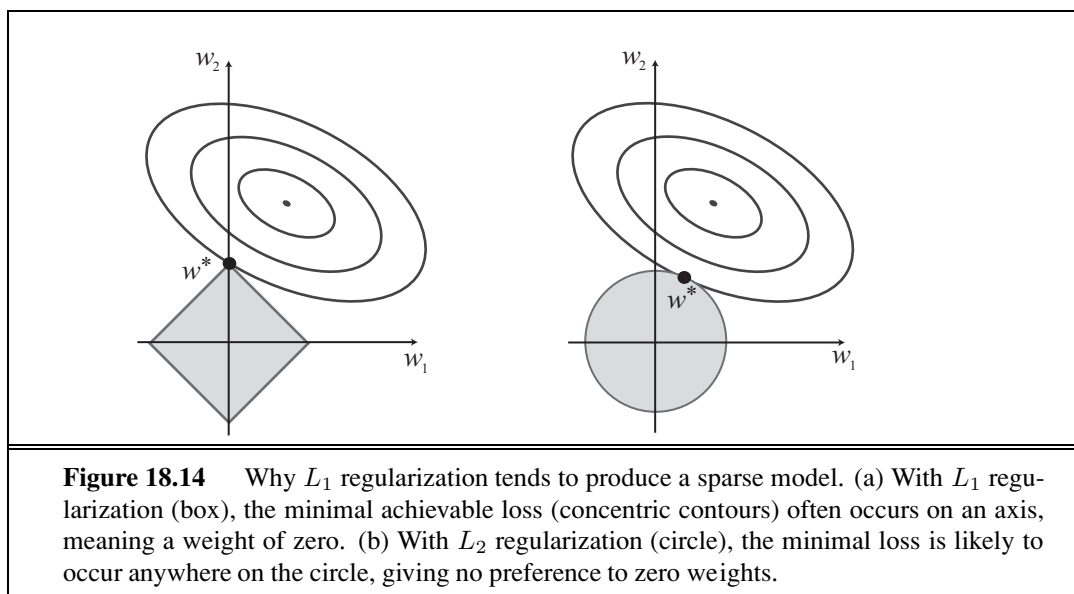 w2
w*
w1
w2
w*
w1
Figure 18.14 Why L1 regularization tends to produce a sparse model. (a) With L1 regu-
larization (box), the minimal achievable loss (concentric contours) often occurs on an axis,
meaning a weight of zero. (b) With L2 regularization (circle), the minimal loss is likely to
occur anywhere on the circle, giving no preference to zero weights.